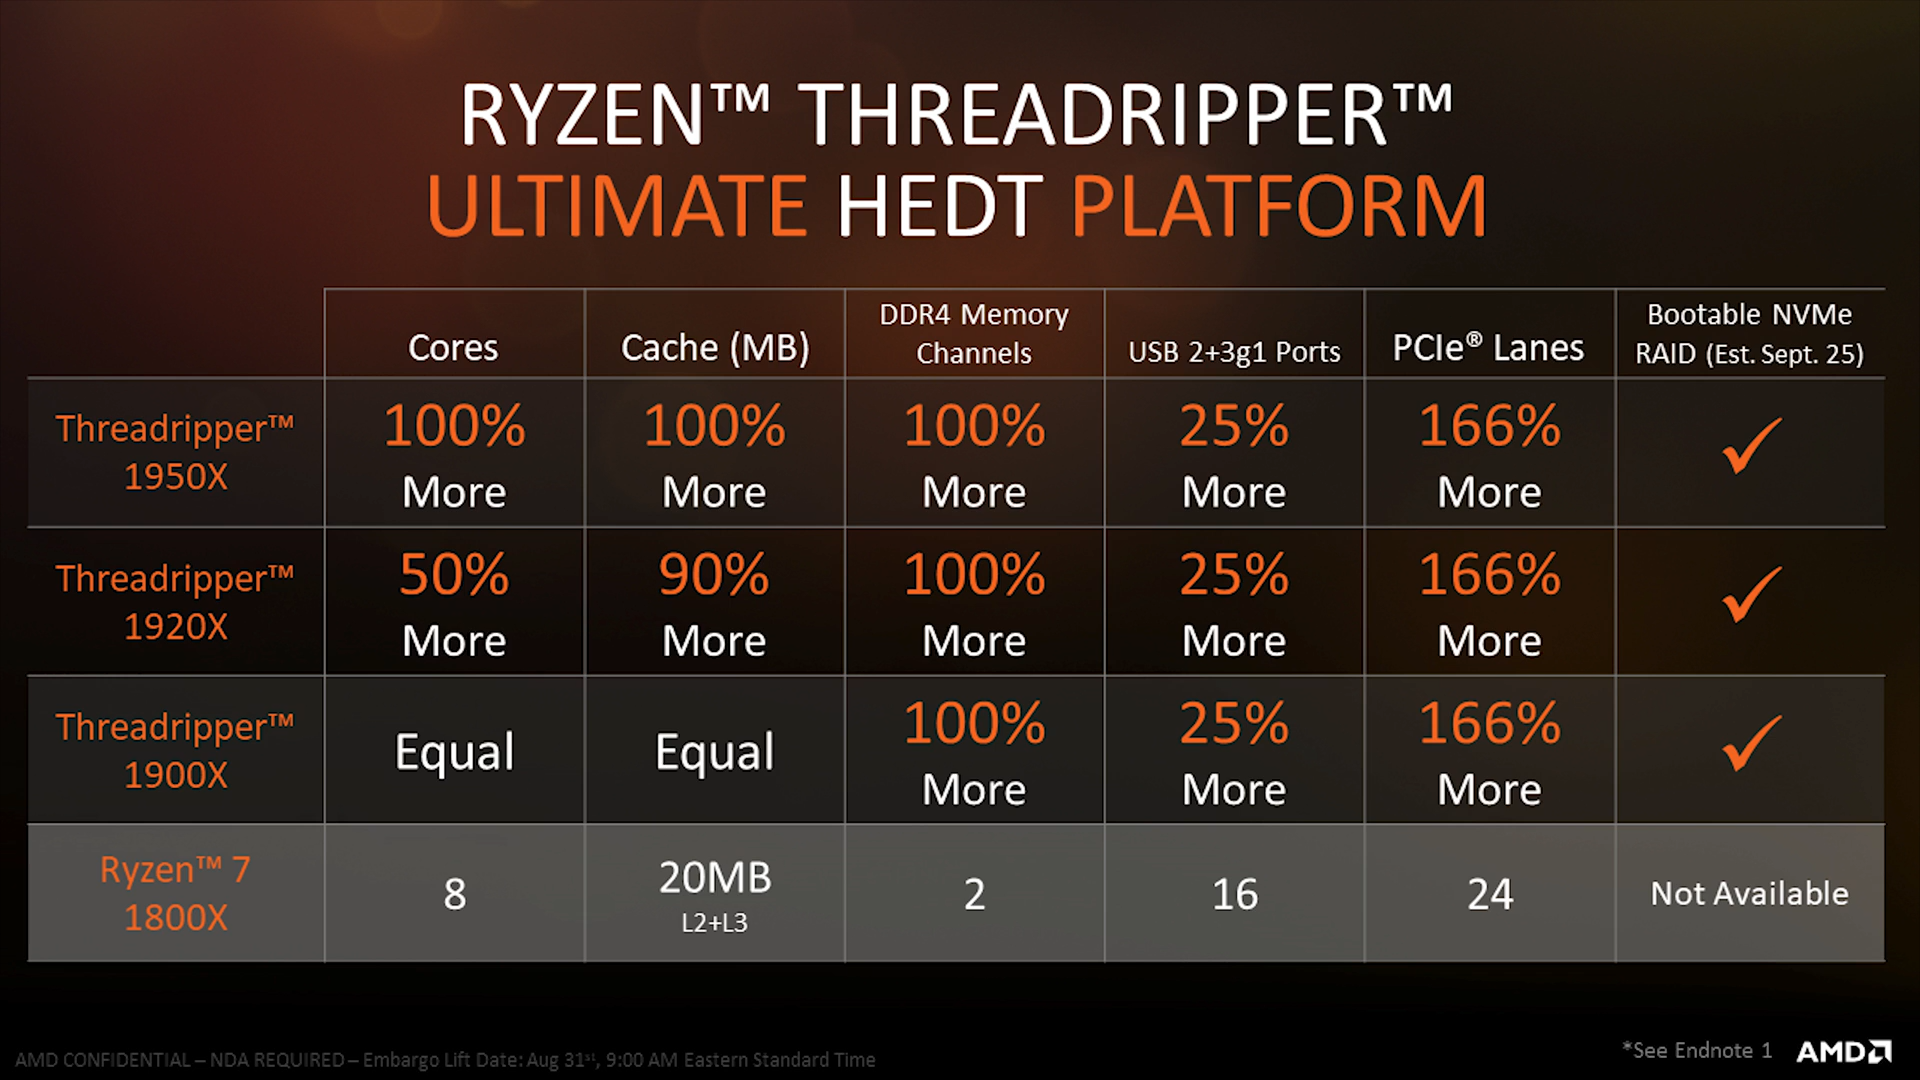 RYZEN™ THREADRIPPER™
ULTIMATE HEDT PLATFORM
Cores
Cache (MB)
DDR4 Memory
Channels
USB 2+3g1 Ports
PCIe® Lanes
Bootable NVMe
RAID (Est. Sept. 25)
Threadripper™
1950X
100%
More
100%
More
100%
More
25%
More
166%
More
Threadripper™
1920X
50%
More
90%
More
100%
More
25%
More
166%
More
Threadripper™
1900X
Equal
Equal
100%
More
25%
More
166%
More
Ryzen™ 7
1800X
8
20MB
L2+L3
2
16
24
Not Available
AMD CONFIDENTIAL – NDA REQUIRED – Embargo Lift Date: Aug 31st, 9:00 AM Eastern Standard Time
*See Endnote 1
AMD